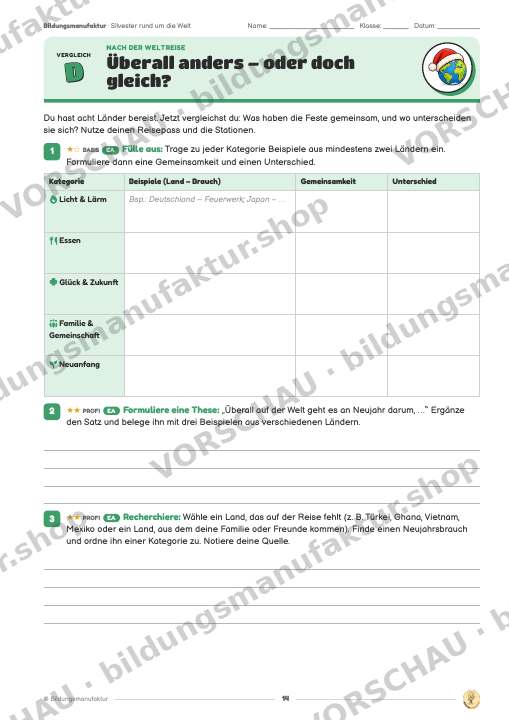 Bildungsmanufaktur · Silvester rund um die Welt Name: Klasse: Datum:
VERGLEICH
D
NACH DER WELTREISE
Überall anders – oder doch
gleich?
Du hast acht Länder bereist. Jetzt vergleichst du: Was haben die Feste gemeinsam, und wo unterscheiden
sie sich? Nutze deinen Reisepass und die Stationen.
1 ★☆ BASIS EA Fülle aus: Trage zu jeder Kategorie Beispiele aus mindestens zwei Ländern ein.
Formuliere dann eine Gemeinsamkeit und einen Unterschied.
Kategorie Beispiele (Land – Brauch) Gemeinsamkeit Unterschied
Licht & Lärm Bsp. Deutschland – Feuerwerk; Japan – …
Essen
Glück & Zukunft
Familie &
Gemeinschaft
Neuanfang
2 ★★ PROFI EA Formuliere eine These: „Überall auf der Welt geht es an Neujahr darum, …“ Ergänze
den Satz und belege ihn mit drei Beispielen aus verschiedenen Ländern.
3 ★★ PROFI EA Recherchiere: Wähle ein Land, das auf der Reise fehlt (z. B. Türkei, Ghana, Vietnam,
Mexiko oder ein Land, aus dem deine Familie oder Freunde kommen). Finde einen Neujahrsbrauch
und ordne ihn einer Kategorie zu. Notiere deine Quelle.
© Bildungsmanufaktur 14
VORSCHAU · bildungsmanufaktur.shop